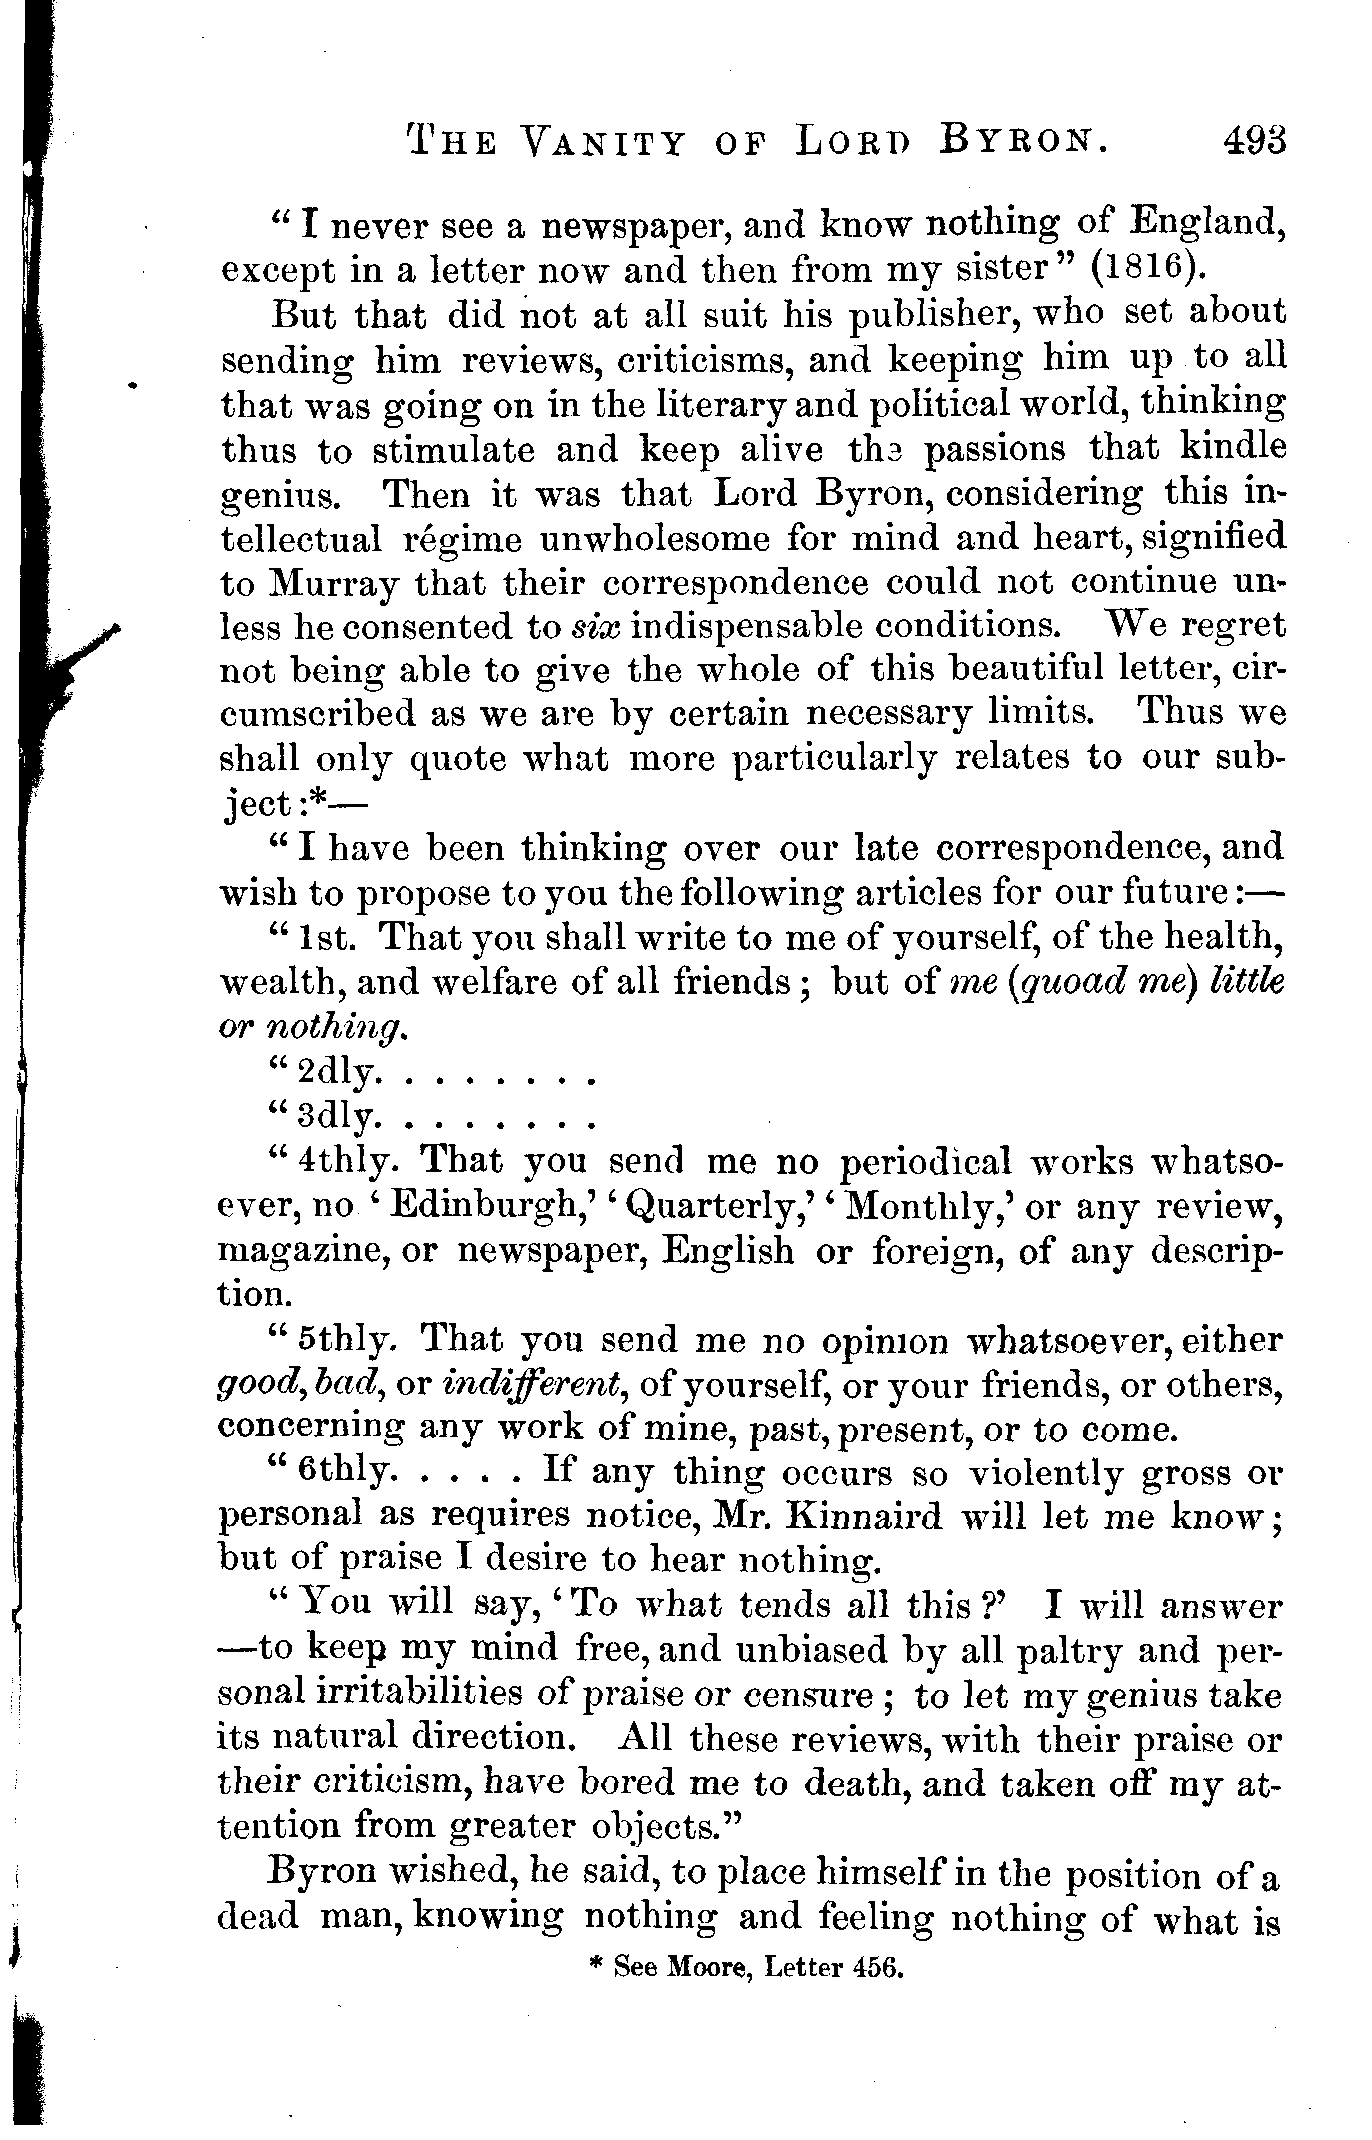 THE VANITY OF LORD BYRON. 493
" I never see a newspaper, and know nothing of England,
except in a letter now and then from my sister" (1816).
But that did not at all suit his publisher, who set about
sending him reviews, criticisms, and keeping him up to all
that was going on in the literary and political world, thinking
thus to stimulate and keep alive the passions that kindle
genius. Then it was that Lord Byron, considering this in-
tellectual régime unwholesome for mind and heart, signified
to Murray that their correspondence could not continue un-
less he consented to six indispensable conditions. We regret
not being able to give the whole of this beautiful letter, cir-
cumscribed as we are by certain necessary limits. Thus we
shall only quote what more particularly relates to our sub-
ject :*—
" I have been thinking over our late correspondence, and
wish to propose to you the following articles for our future :—
" 1st. That you shall write to me of yourself, of the health,
wealth, and welfare of all friends ; but of me (quoad me) little
or nothing.
" 2dly. . . . . . . .
" 3dly. . . . . . . .
" 4thly. That you send me no periodical works whatso-
ever, no ' Edinburgh,' ' Quarterly,' ' Monthly,' or any review,
magazine, or newspaper, English or foreign, of any descrip-
tion.
" 5thly. That you send me no opinion whatsoever, either
good, bad, or indifferent, of yourself, or your friends, or others,
concerning any work of mine, past, present, or to come.
" 6thly. . . . . If any thing occurs so violently gross or
personal as requires notice, Mr. Kinnaird will let me know ;
but of praise I desire to hear nothing.
" You will say, ' To what tends all this ?' I will answer
—to keep my mind free, and unbiased by all paltry and per-
sonal irritabilities of praise or censure ; to let my genius take
its natural direction. All these reviews, with their praise or
their criticism, have bored me to death, and taken off my at-
tention from greater objects."
Byron wished, he said, to place himself in the position of a
dead man, knowing nothing and feeling nothing of what is
* See Moore, Letter 456.